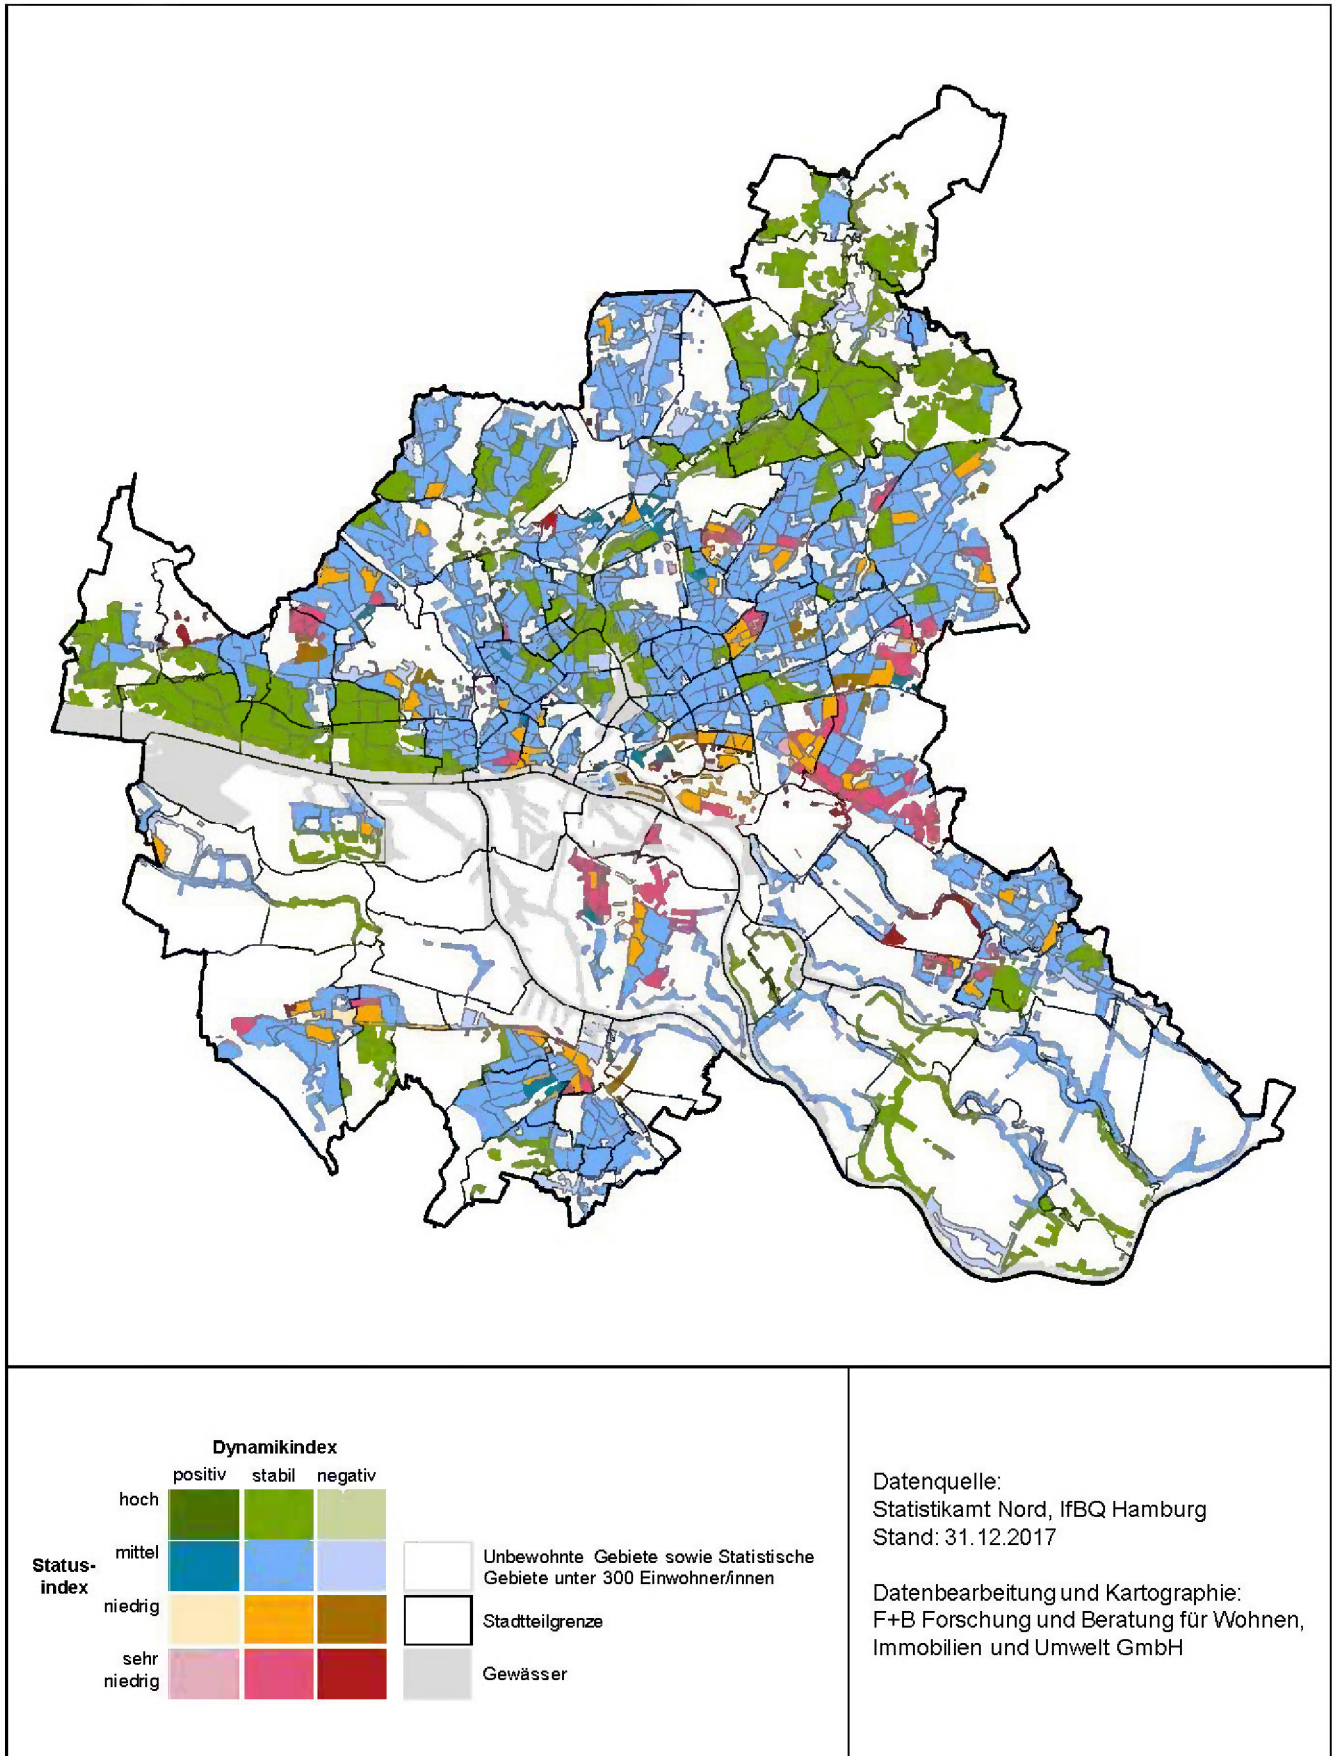 Dynamikindex
positiv stabil negativ
hoch
mittel
Status-
index
niedrig
sehr
niedrig
Unbewohnte Gebiete sowie Statistische
Gebiete unter 300 Einwohner/innen
Stadtteilgrenze
Gewässer
Datenquelle:
Statistikamt Nord, IfBQ Hamburg
Stand: 31.12.2017
Datenbearbeitung und Kartographie:
F+B Forschung und Beratung für Wohnen,
Immobilien und Umwelt GmbH